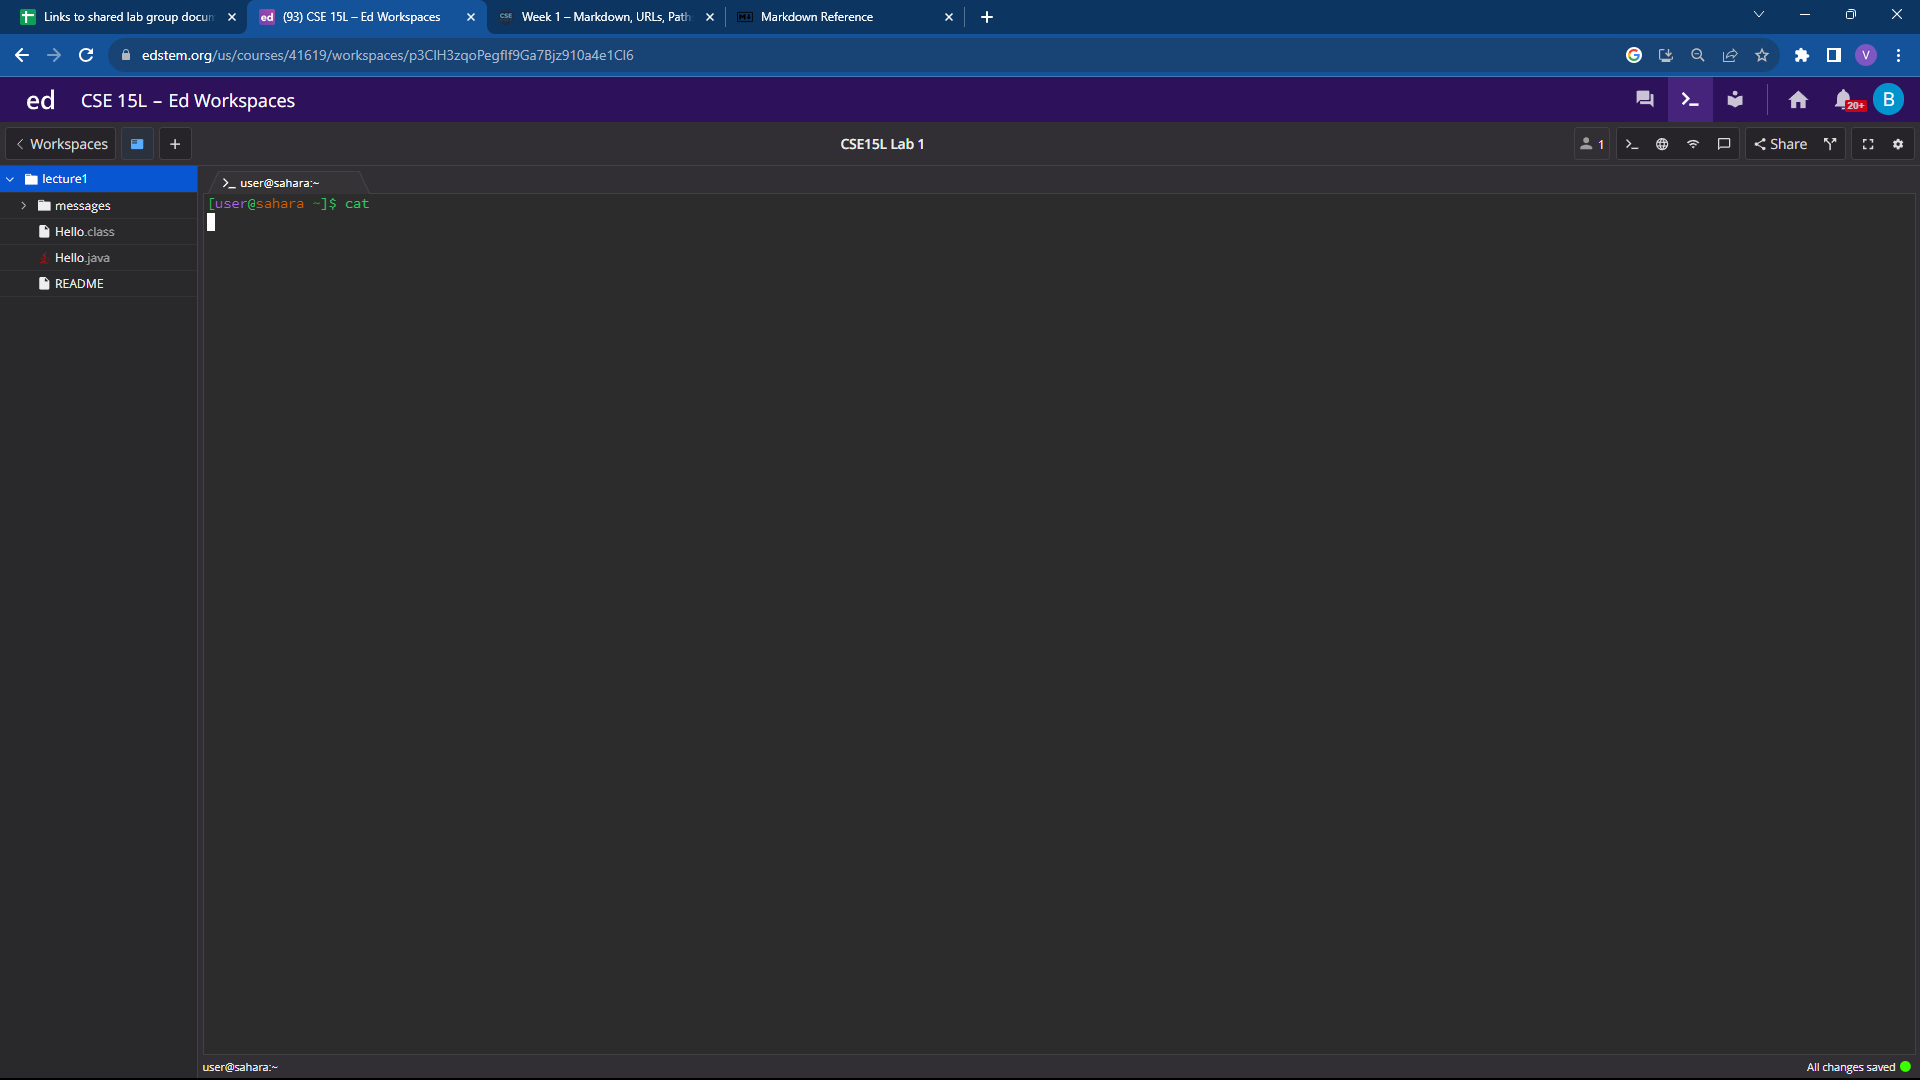 Links to shared lab group docum
(93) CSE 15L – Ed Workspaces
CSE
Week 1 – Markdown, URLs, Path
Markdown Reference
edstem.org/us/courses/41619/workspaces/p3ClH3zqoPegflf9Ga7Bjz910a4e1Cl6
V
ed CSE 15L – Ed Workspaces
20+
B
Workspaces
CSE15L Lab 1
1
Share
lecture1
messages
Hello.class
Hello.java
README
>_ user@sahara:~
[user@sahara ~]$ cat
user@sahara:~
All changes saved